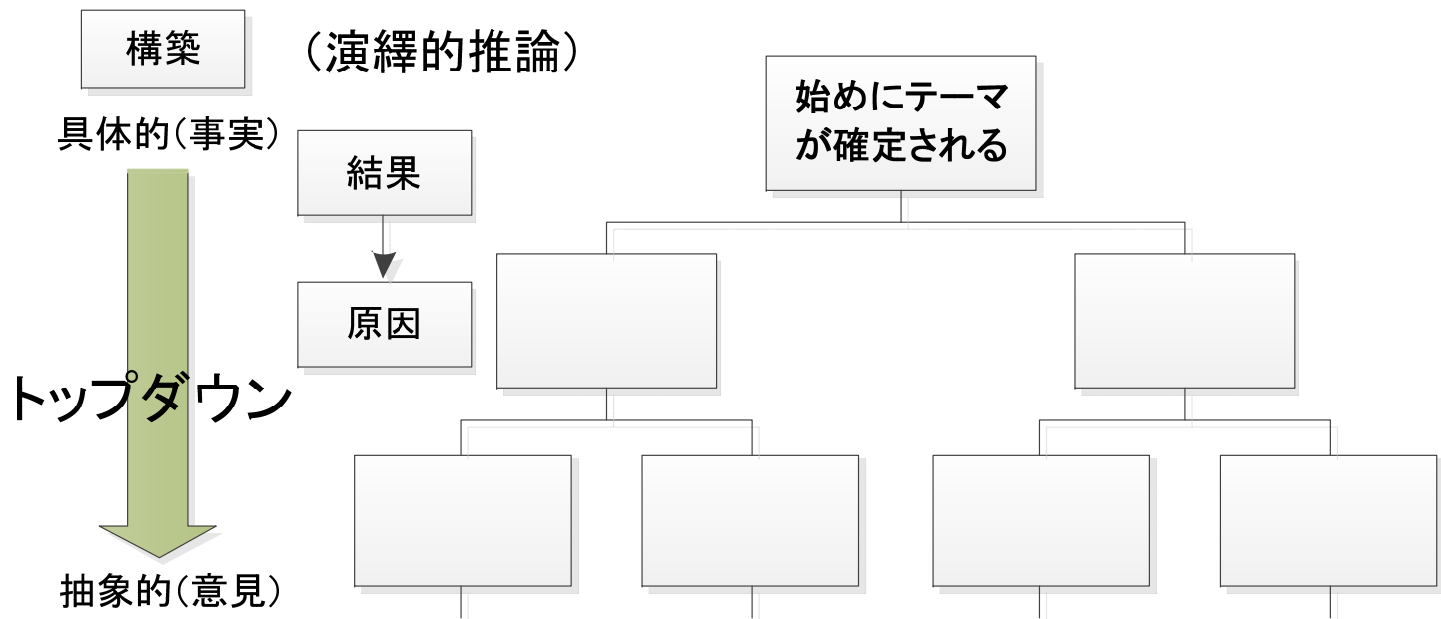 構築
（演繹的推論）
具体的（事実）
結果
原因
トップダウン
抽象的（意見）
始めにテーマ
が確定される